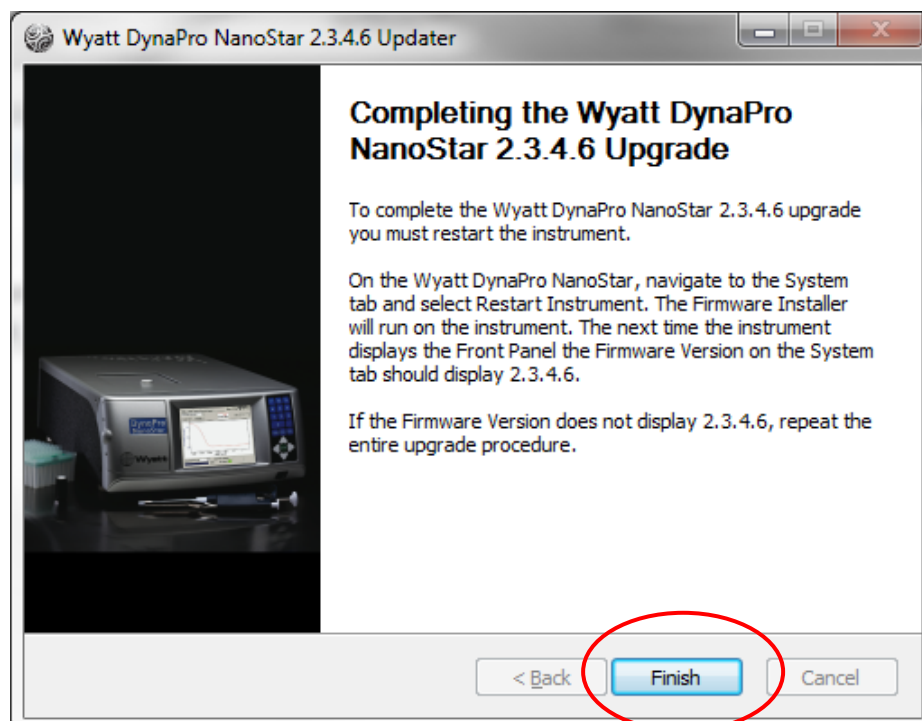 Wyatt DynaPro NanoStar 2.3.4.6 Updater
Completing the Wyatt DynaPro
NanoStar 2.3.4.6 Upgrade
To complete the Wyatt DynaPro NanoStar 2.3.4.6 upgrade
you must restart the instrument.
On the Wyatt DynaPro NanoStar, navigate to the System
tab and select Restart Instrument. The Firmware Installer
will run on the instrument. The next time the instrument
displays the Front Panel the Firmware Version on the System
tab should display 2.3.4.6.
If the Firmware Version does not display 2.3.4.6, repeat the
entire upgrade procedure.
DynaPro
NanoStar
Wyatt
< Back
Finish
Cancel